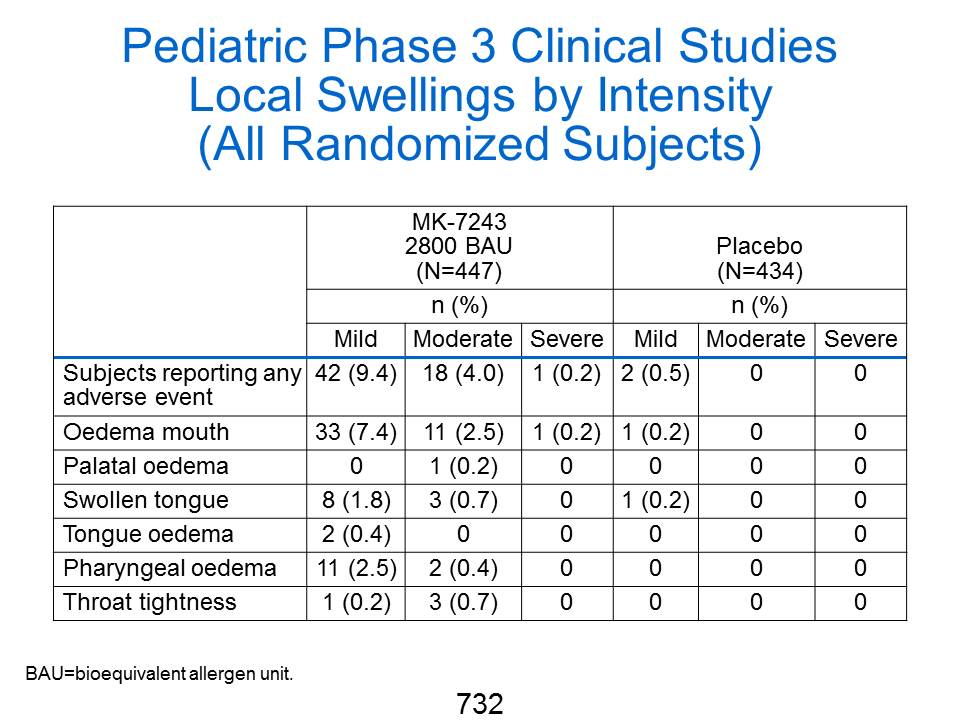 Pediatric Phase 3 Clinical Studies
Local Swellings by Intensity
(All Randomized Subjects)
MK-7243
2800 BAU
(N=447)
Placebo
(N=434)
n (%) n (%)
Mild Moderate Severe Mild Moderate Severe
Subjects reporting any adverse event 42 (9.4) 18 (4.0) 1 (0.2) 2 (0.5) 0 0
Oedema mouth 33 (7.4) 11 (2.5) 1 (0.2) 1 (0.2) 0 0
Palatal oedema 0 1 (0.2) 0 0 0 0
Swollen tongue 8 (1.8) 3 (0.7) 0 1 (0.2) 0 0
Tongue oedema 2 (0.4) 0 0 0 0 0
Pharyngeal oedema 11 (2.5) 2 (0.4) 0 0 0 0
Throat tightness 1 (0.2) 3 (0.7) 0 0 0 0
BAU=bioequivalent allergen unit.
732